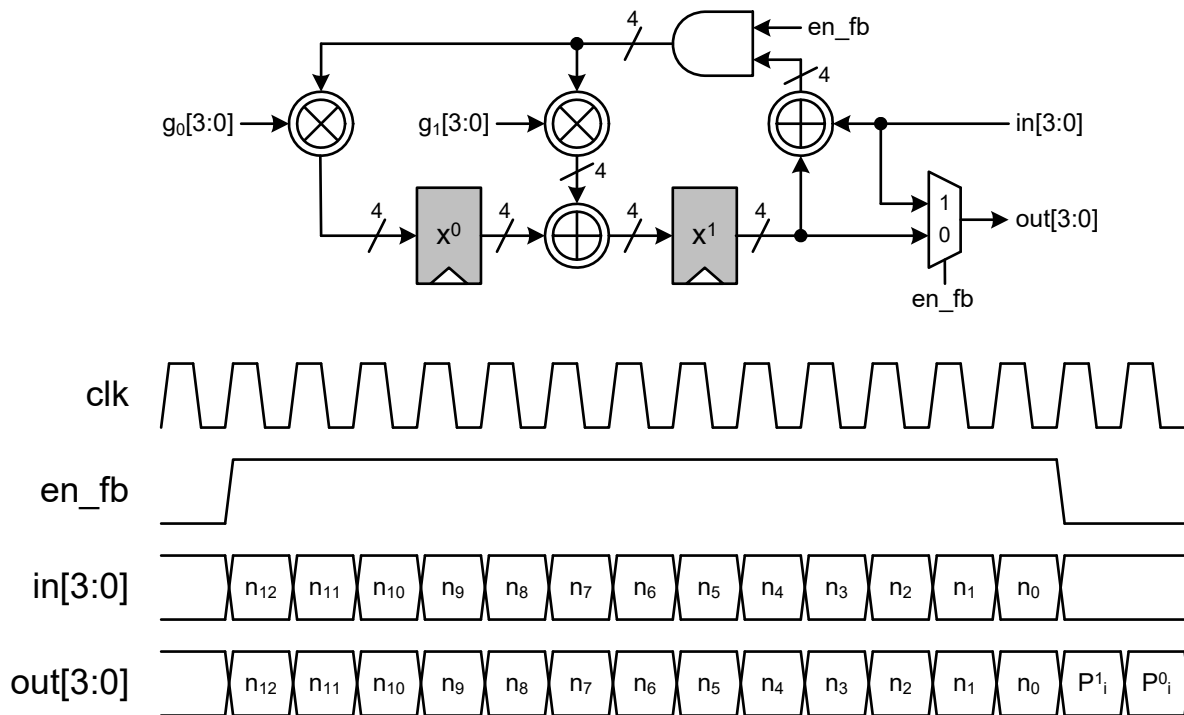 4 en_fb
4
g₀[3:0] g₁[3:0] in[3:0]
4
4 x⁰ 4 4 x¹ 4 1 0 out[3:0]
en_fb
clk
en_fb
in[3:0] n₁₂ n₁₁ n₁₀ n₉ n₈ n₇ n₆ n₅ n₄ n₃ n₂ n₁ n₀
out[3:0] n₁₂ n₁₁ n₁₀ n₉ n₈ n₇ n₆ n₅ n₄ n₃ n₂ n₁ n₀ P¹ᵢ P⁰ᵢ